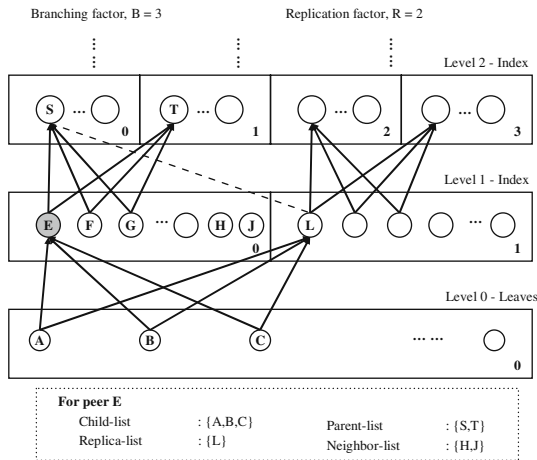 Branching factor, B = 3 Replication factor, R = 2
Level 2 - Index
S ... T ... ... ...
0 1 2 3
Level 1 - Index
E F G ... H J L ...
0 1
Level 0 - Leaves
A B C ... ...
0
For peer E
Child-list : {A,B,C} Parent-list : {S,T}
Replica-list : {L} Neighbor-list : {H,J}